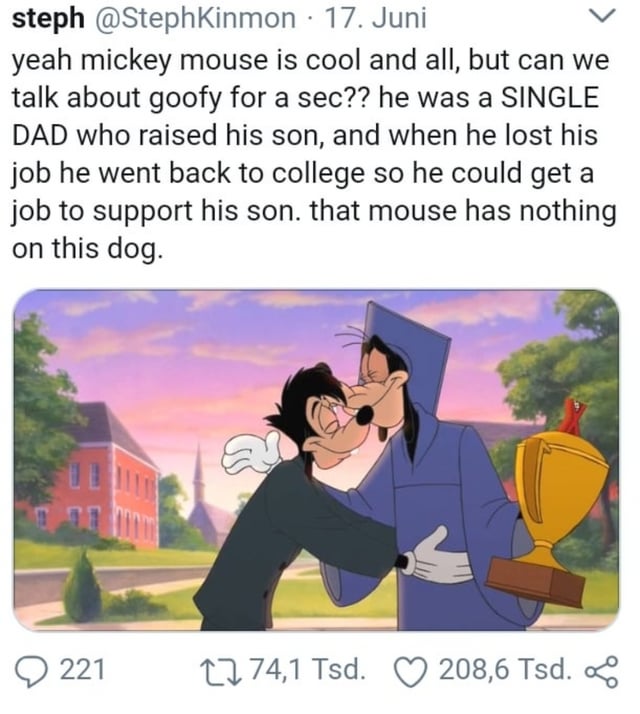 steph @StephKinmon · 17. Juni
yeah mickey mouse is cool and all, but can we
talk about goofy for a sec?? he was a SINGLE
DAD who raised his son, and when he lost his
job he went back to college so he could get a
job to support his son. that mouse has nothing
on this dog.
221 74,1 Tsd. 208,6 Tsd.